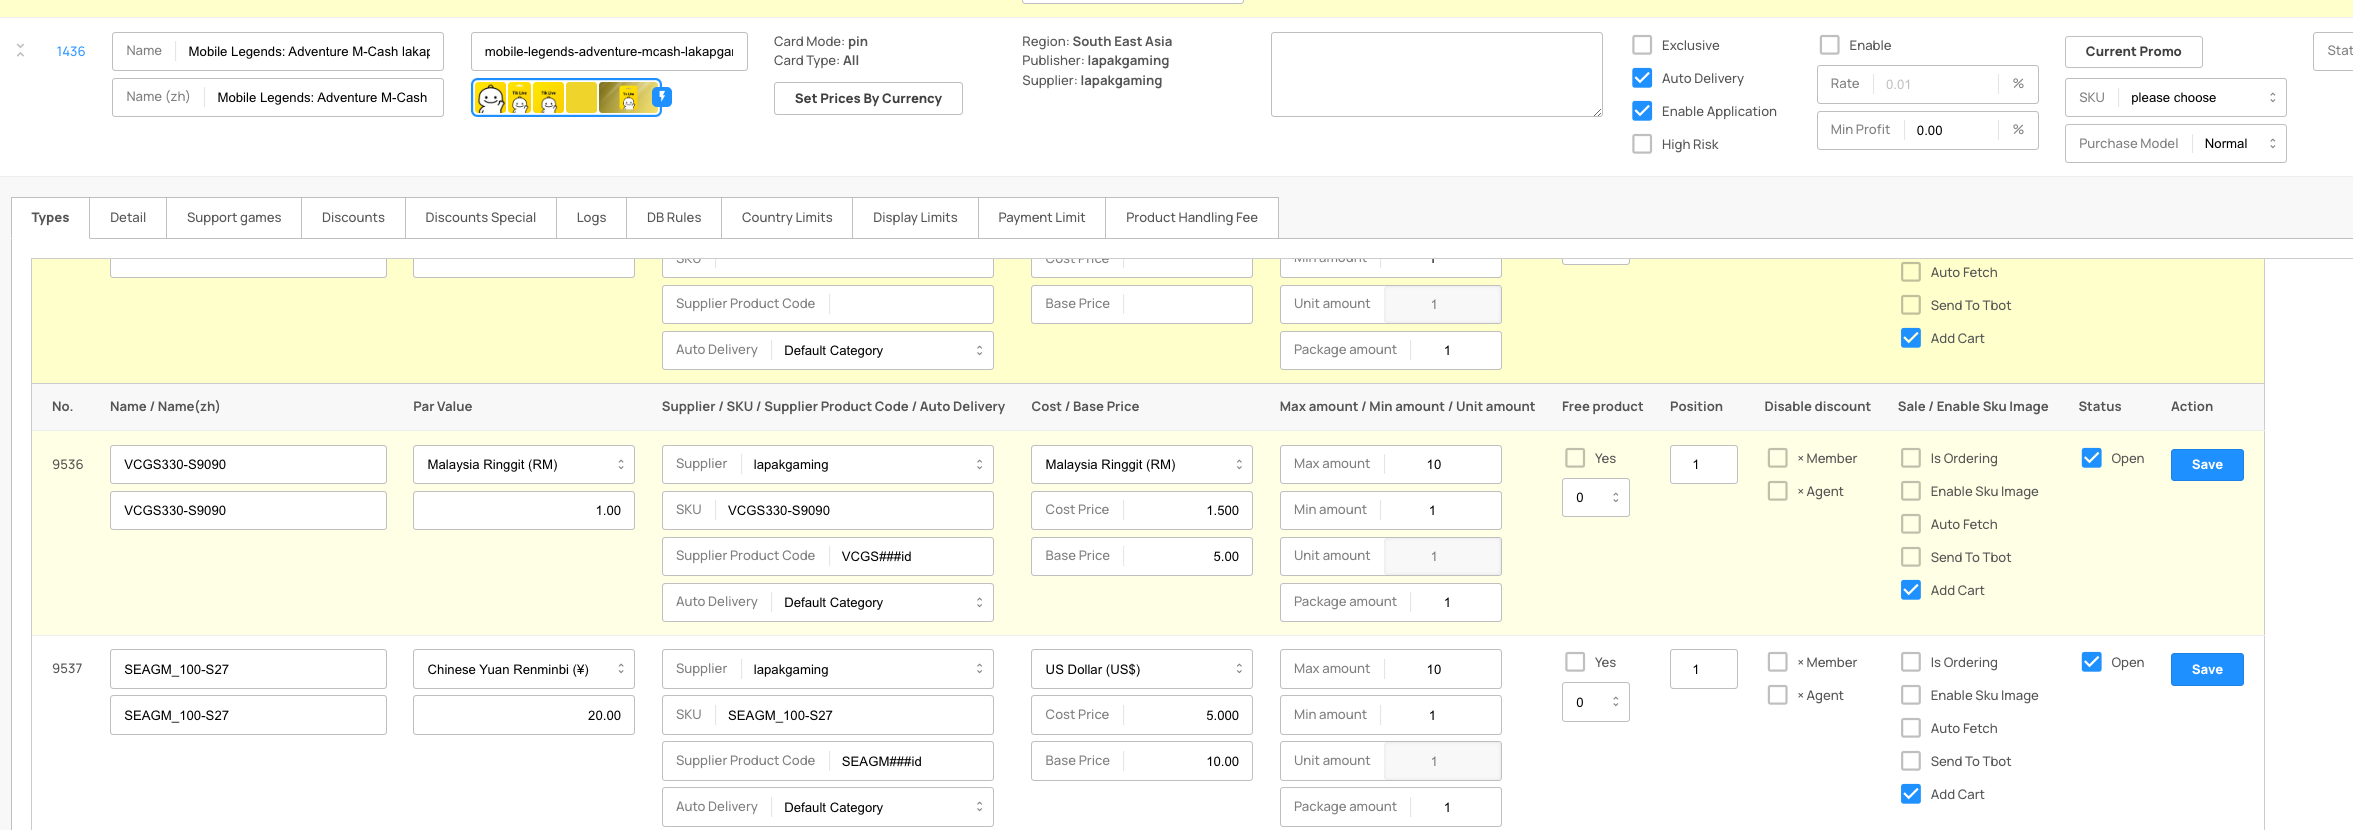 1436
Name Mobile Legends: Adventure M-Cash lakap
Name (zh) Mobile Legends: Adventure M-Cash
mobile-legends-adventure-mcash-lakapgar
Card Mode: pin
Card Type: All
Set Prices By Currency
Region: South East Asia
Publisher: lapakgaming
Supplier: lapakgaming
Exclusive
Auto Delivery
Enable Application
High Risk
Enable
Rate 0.01 %
Min Profit 0.00 %
Current Promo
SKU please choose
Purchase Model Normal
Stat
Types Detail Support games Discounts Discounts Special Logs DB Rules Country Limits Display Limits Payment Limit Product Handling Fee
SKU
Supplier Product Code
Auto Delivery Default Category
Cost Price
Base Price
Min amount 1
Unit amount 1
Package amount 1
Auto Fetch
Send To Tbot
Add Cart
No. Name / Name(zh) Par Value Supplier / SKU / Supplier Product Code / Auto Delivery Cost / Base Price Max amount / Min amount / Unit amount Free product Position Disable discount Sale / Enable Sku Image Status Action
9536
VCGS330-S9090
VCGS330-S9090
Malaysia Ringgit (RM)
1.00
Supplier lapakgaming
SKU VCGS330-S9090
Supplier Product Code VCGS###id
Auto Delivery Default Category
Malaysia Ringgit (RM)
Cost Price 1.500
Base Price 5.00
Max amount 10
Min amount 1
Unit amount 1
Package amount 1
Yes
0
1
× Member
× Agent
Is Ordering
Enable Sku Image
Auto Fetch
Send To Tbot
Add Cart
Open
Save
9537
SEAGM_100-S27
SEAGM_100-S27
Chinese Yuan Renminbi (¥)
20.00
Supplier lapakgaming
SKU SEAGM_100-S27
Supplier Product Code SEAGM###id
Auto Delivery Default Category
US Dollar (US$)
Cost Price 5.000
Base Price 10.00
Max amount 10
Min amount 1
Unit amount 1
Package amount 1
Yes
0
1
× Member
× Agent
Is Ordering
Enable Sku Image
Auto Fetch
Send To Tbot
Add Cart
Open
Save